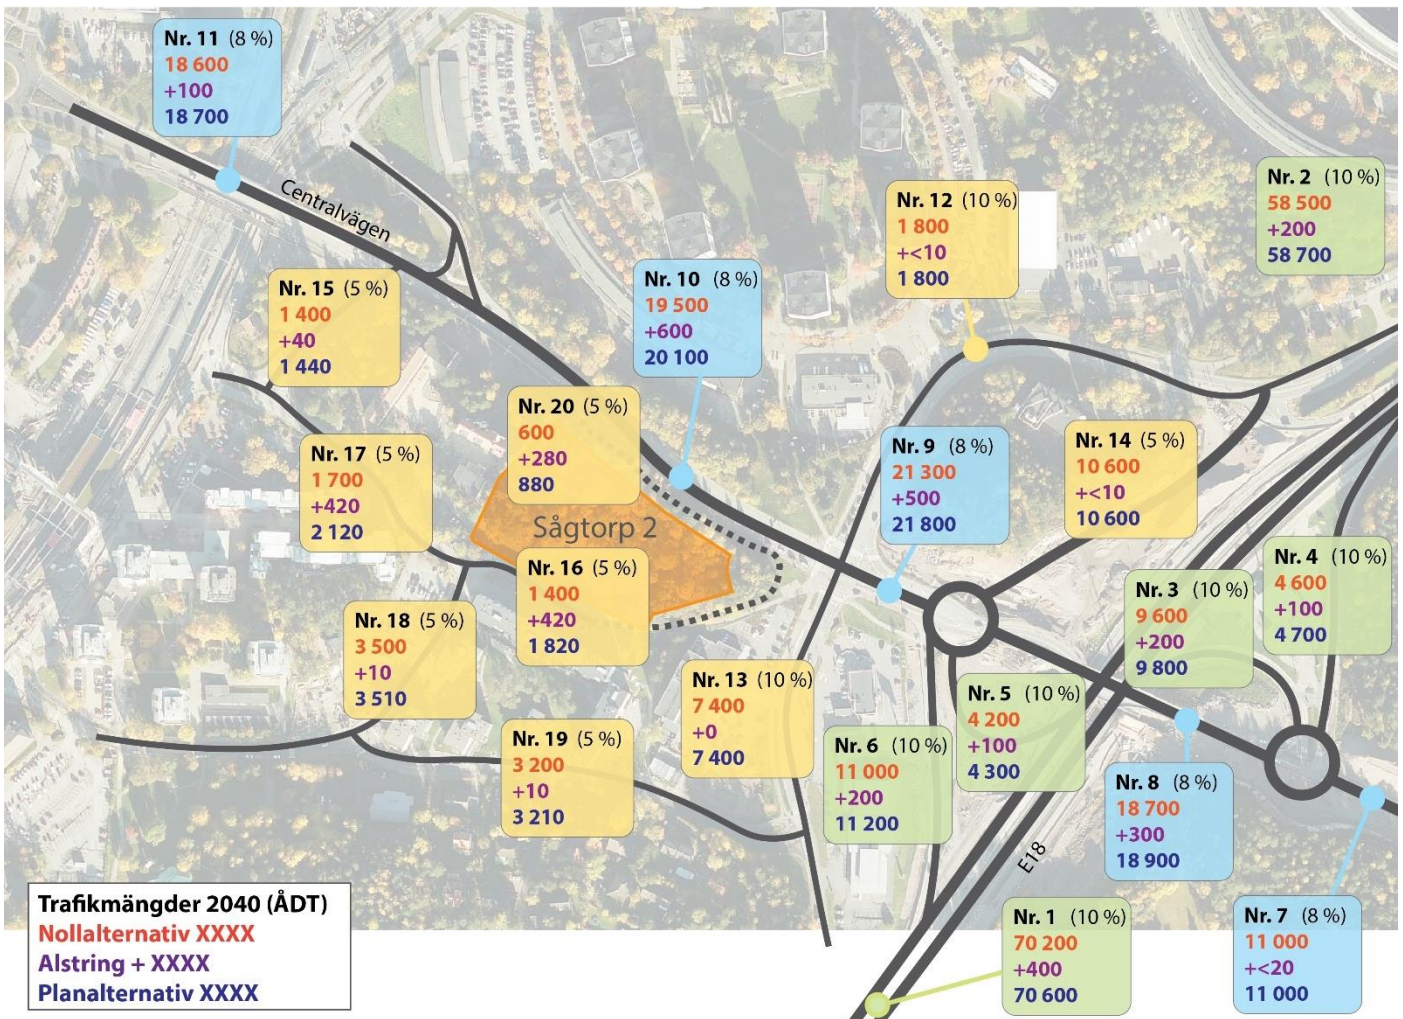 Nr. 11 (8 %)
18 600
+100
18 700
Centralvägen
Nr. 2 (10 %)
58 500
+200
58 700
Nr. 12 (10 %)
1 800
+<10
1 800
Nr. 15 (5 %)
1 400
+40
1 440
Nr. 10 (8 %)
19 500
+600
20 100
Nr. 20 (5 %)
600
+280
880
Nr. 17 (5 %)
1 700
+420
2 120
Nr. 9 (8 %)
21 300
+500
21 800
Nr. 14 (5 %)
10 600
+<10
10 600
Sågtorp 2
Nr. 16 (5 %)
1 400
+420
1 820
Nr. 4 (10 %)
4 600
+100
4 700
Nr. 3 (10 %)
9 600
+200
9 800
Nr. 18 (5 %)
3 500
+10
3 510
Nr. 13 (10 %)
7 400
+0
7 400
Nr. 5 (10 %)
4 200
+100
4 300
Nr. 19 (5 %)
3 200
+10
3 210
Nr. 6 (10 %)
11 000
+200
11 200
Nr. 8 (8 %)
18 700
+300
18 900
E18
Trafikmängder 2040 (ÅDT)
Nollalternativ XXXX
Alstring + XXXX
Planalternativ XXXX
Nr. 1 (10 %)
70 200
+400
70 600
Nr. 7 (8 %)
11 000
+<20
11 000